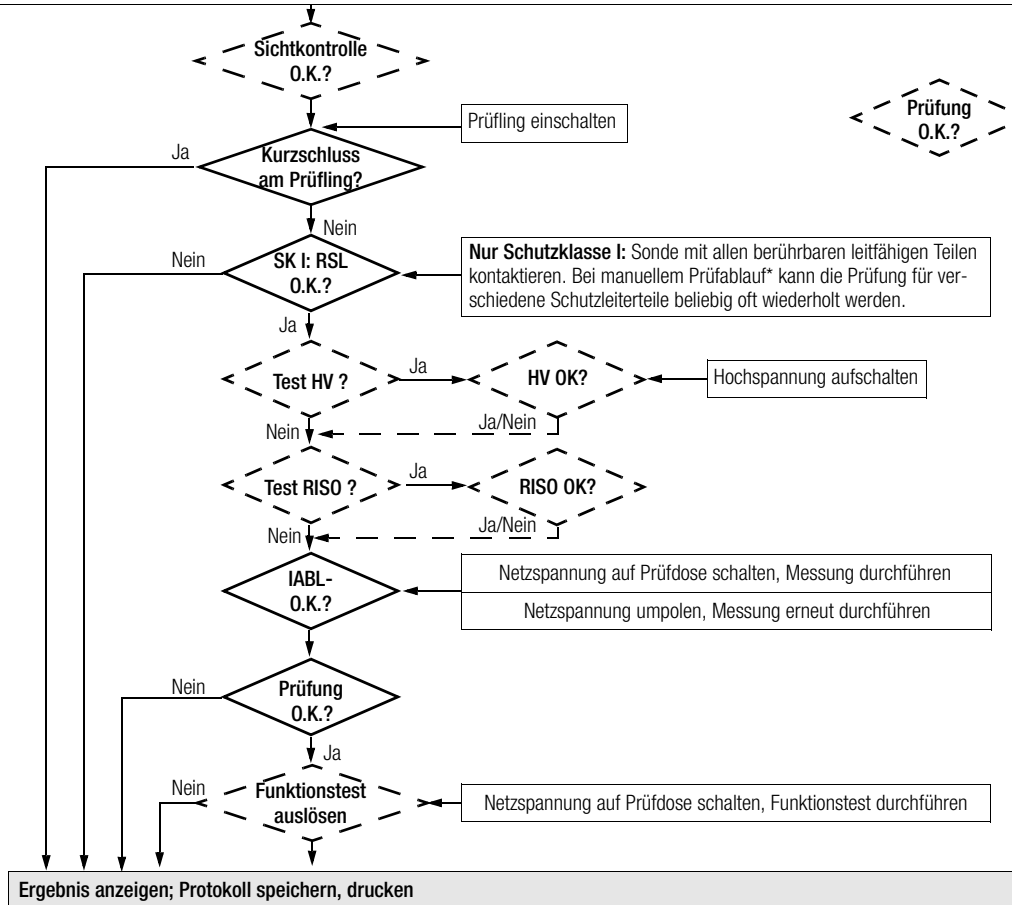 Sichtkontrolle
O.K.?
Prüfling einschalten
Prüfung
O.K.?
Ja
Kurzschluss
am Prüfling?
Nein
Nein
SK I: RSL
O.K.?
Nur Schutzklasse I: Sonde mit allen berührbaren leitfähigen Teilen
kontaktieren. Bei manuellem Prüfablauf* kann die Prüfung für ver-
schiedene Schutzleiterteile beliebig oft wiederholt werden.
Ja
Test HV ?
Ja
HV OK?
Hochspannung aufschalten
Nein
Ja/Nein
Test RISO ?
Ja
RISO OK?
Nein
Ja/Nein
IABL-
O.K.?
Netzspannung auf Prüfdose schalten, Messung durchführen
Netzspannung umpolen, Messung erneut durchführen
Nein
Prüfung
O.K.?
Ja
Nein
Funktionstest
auslösen
Netzspannung auf Prüfdose schalten, Funktionstest durchführen
Ergebnis anzeigen; Protokoll speichern, drucken